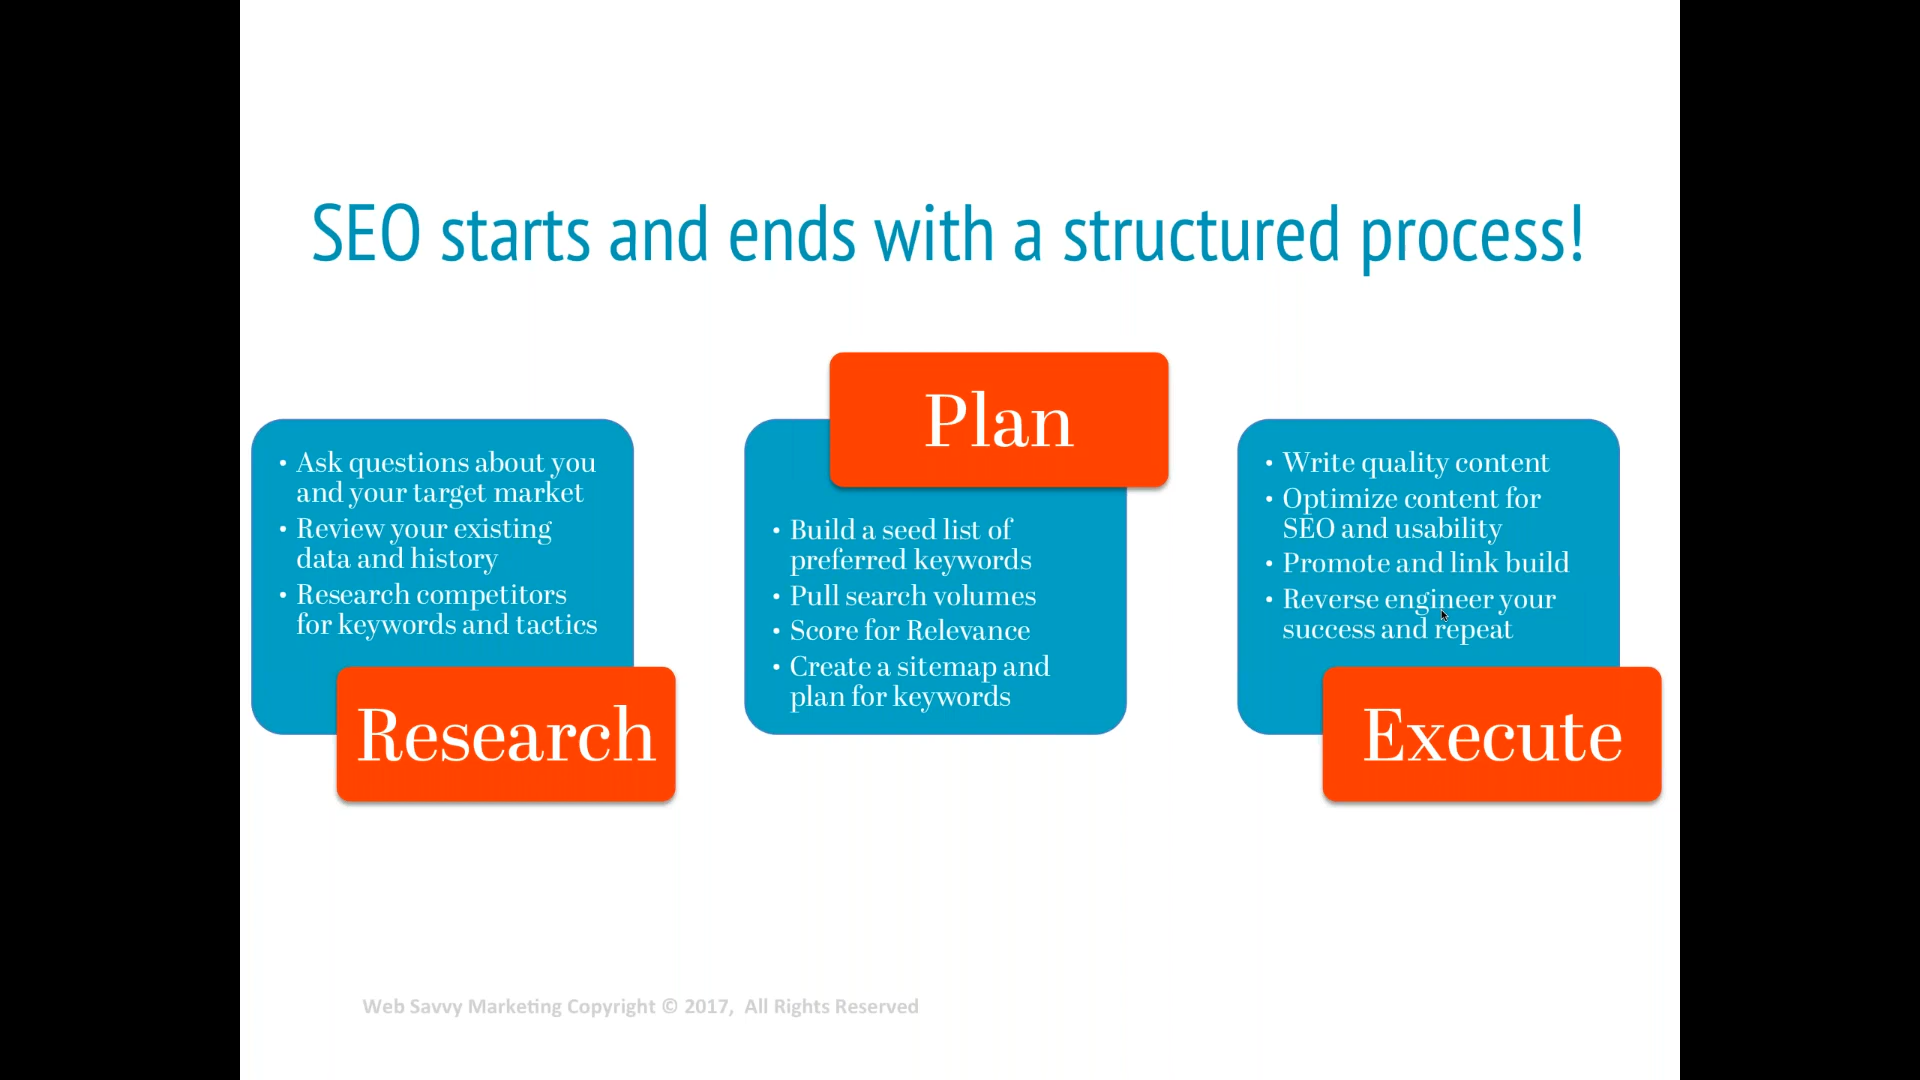 SEO starts and ends with a structured process!
• Ask questions about you
and your target market
• Review your existing
data and history
• Research competitors
for keywords and tactics
Research
Plan
• Build a seed list of
preferred keywords
• Pull search volumes
• Score for Relevance
• Create a sitemap and
plan for keywords
• Write quality content
• Optimize content for
SEO and usability
• Promote and link build
• Reverse engineer your
success and repeat
Execute
Web Savvy Marketing Copyright © 2017, All Rights Reserved